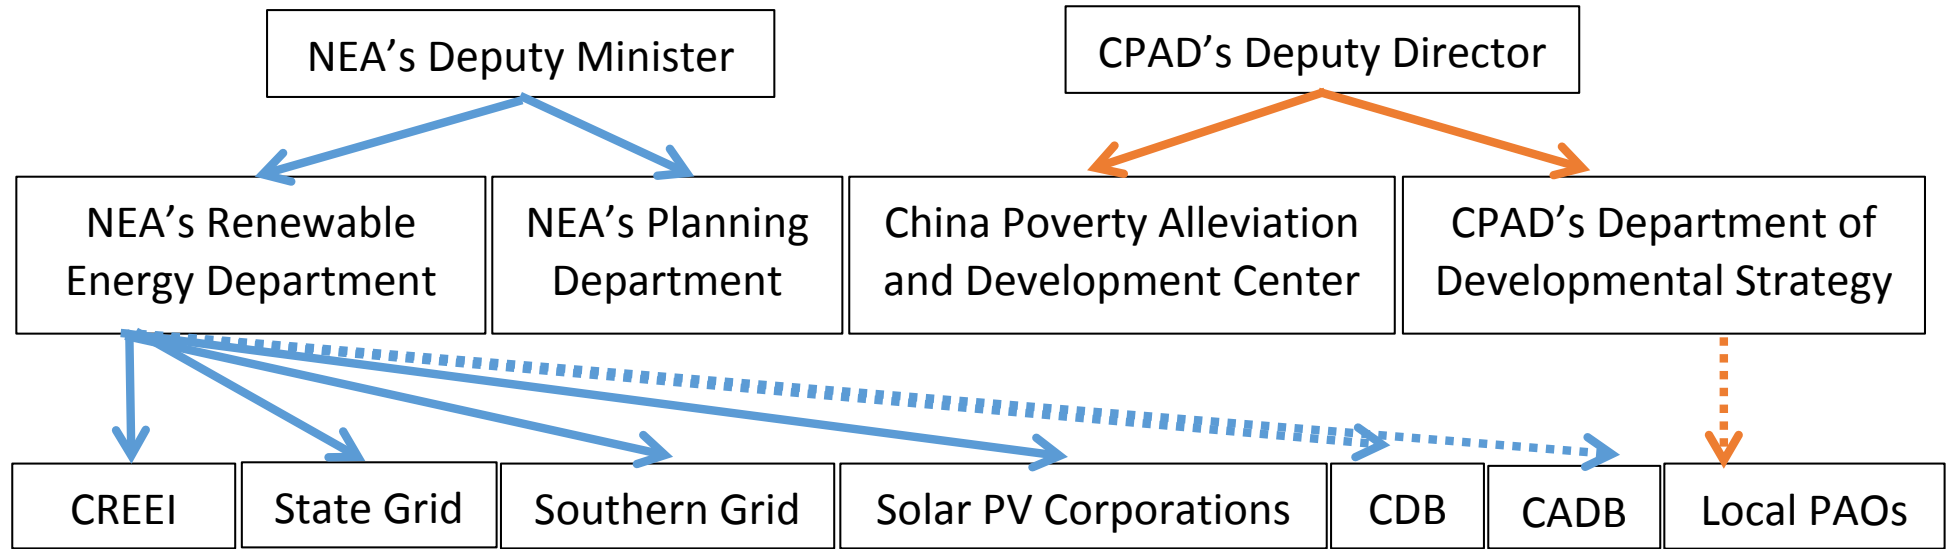 NEA’s Deputy Minister
CPAD’s Deputy Director
NEA’s Renewable
Energy Department
NEA’s Planning
Department
China Poverty Alleviation
and Development Center
CPAD’s Department of
Developmental Strategy
CREEI
State Grid
Southern Grid
Solar PV Corporations
CDB
CADB
Local PAOs